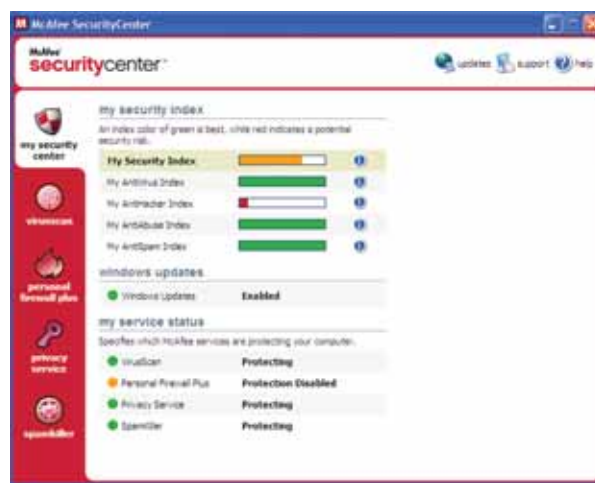 McAfee SecurityCenter
McAfee
securitycenter
updates support help
my security center
virusscan
personal firewall plus
privacy service
spamkiller
my security index
An index color of green is best, while red indicates a potential
security risk.
My Security Index
My AntiVirus Index
My AntiHacker Index
My AntiAbuse Index
My AntiSpam Index
windows updates
Windows Updates Enabled
my service status
Specifies which McAfee services are protecting your computer.
VirusScan Protecting
Personal Firewall Plus Protection Disabled
Privacy Service Protecting
SpamKiller Protecting